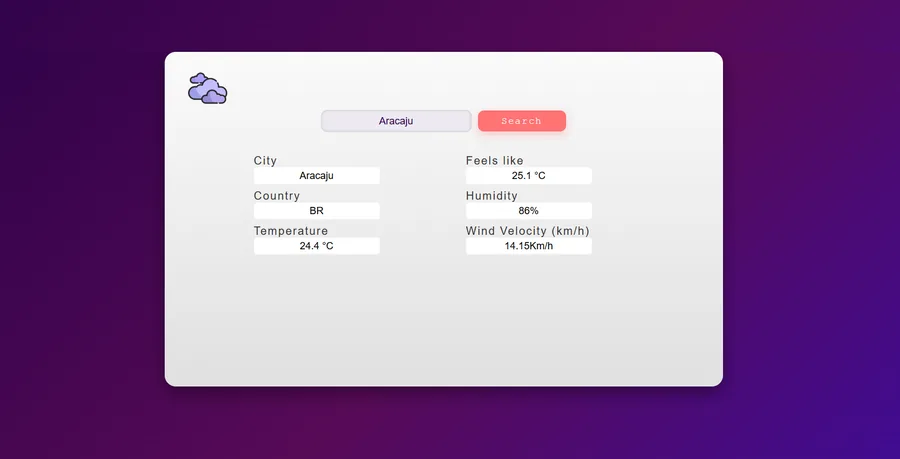 Aracaju
Search
City
Aracaju
Country
BR
Temperature
24.4 °C
Feels like
25.1 °C
Humidity
86%
Wind Velocity (km/h)
14.15Km/h